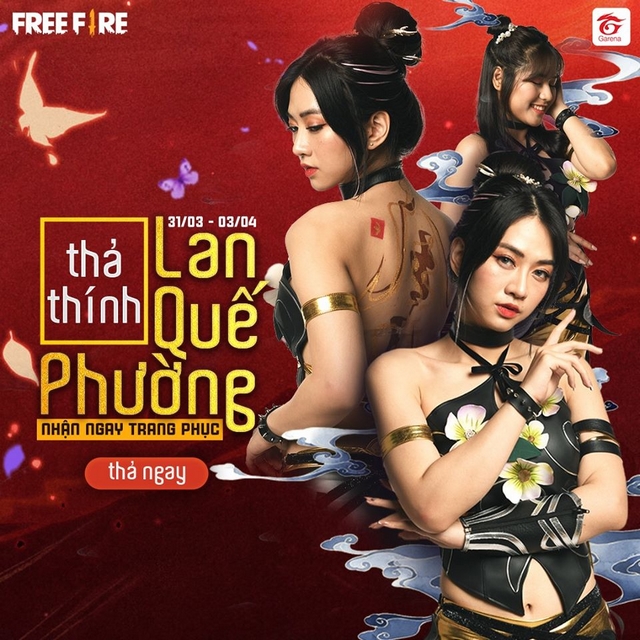 FREE FIRE
Garena
31/03 - 03/04
thả
thính
Lan
Quế
Phường
NHẬN NGAY TRANG PHỤC
thả ngay